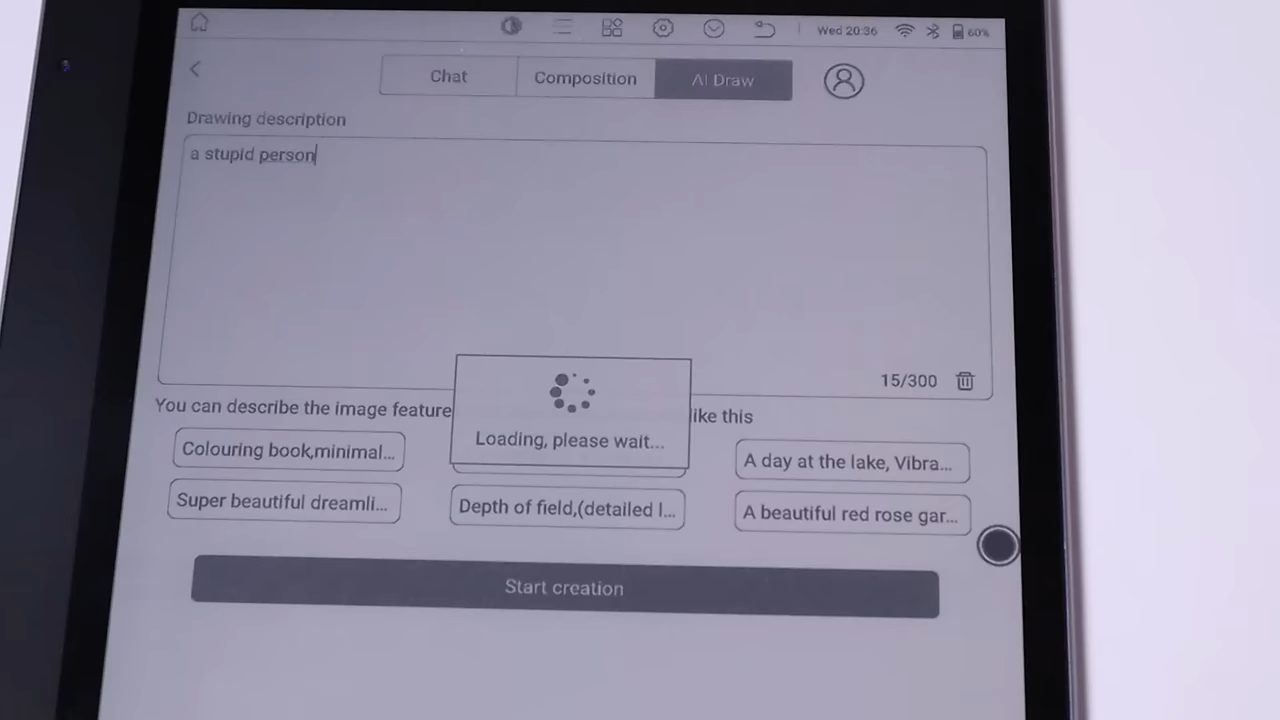 Wed 20:36
60%
Chat
Composition
AI Draw
Drawing description
a stupid person
15/300
You can describe the image feature
like this
Loading, please wait...
Colouring book,minimal...
A day at the lake, Vibra...
Super beautiful dreamli...
Depth of field,(detailed l...
A beautiful red rose gar...
Start creation